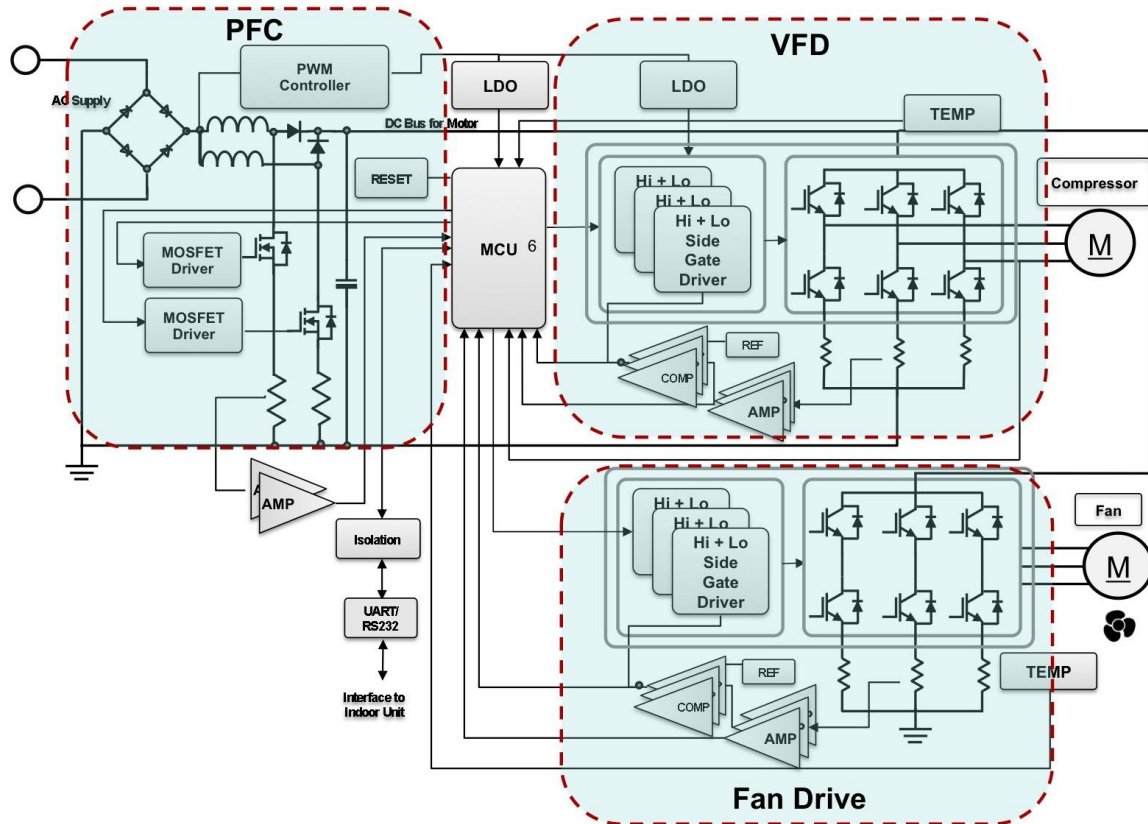 PFC
VFD
PWM
Controller
LDO
LDO
AC Supply
DC Bus for Motor
TEMP
RESET
Compressor
Hi + Lo
Hi + Lo
Hi + Lo
Side
Gate
Driver
MCU 6
M
MOSFET
Driver
MOSFET
Driver
REF
COMP
AMP
AMP
Isolation
UART/
RS232
Interface to
Indoor Unit
Hi + Lo
Hi + Lo
Hi + Lo
Side
Gate
Driver
Fan
M
REF
TEMP
COMP
AMP
Fan Drive